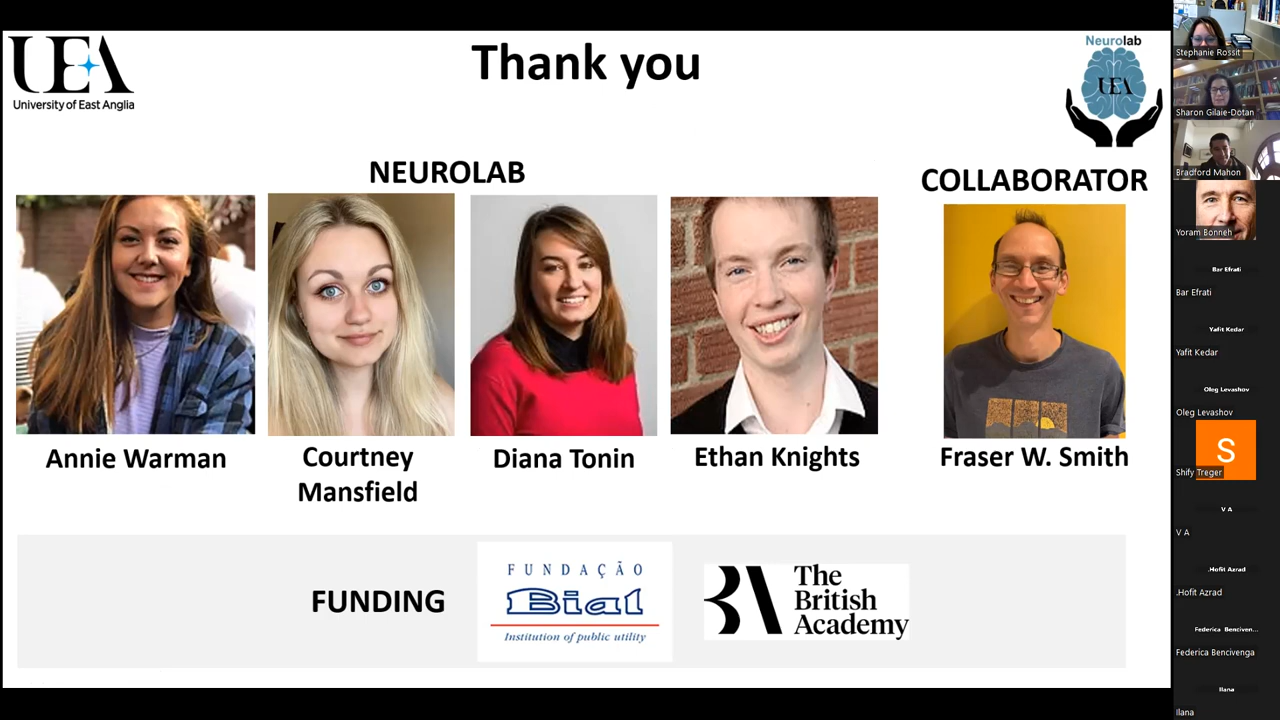 UEA
University of East Anglia
Thank you
Neurolab
UEA
NEUROLAB
COLLABORATOR
Annie Warman
Courtney
Mansfield
Diana Tonin
Ethan Knights
Fraser W. Smith
FUNDING
FUNDAÇÃO
Bial
Institution of public utility
BA
The
British
Academy
Stephanie Rossit
Sharon Gilaie-Dotan
Bradford Mahon
Yoram Bonneh
Bar Efrati
Bar Efrati
Yafit Kedar
Yafit Kedar
Oleg Levashov
Oleg Levashov
S
Shify Treger
V A
V A
.Hofit Azrad
.Hofit Azrad
Federica Benciven...
Federica Bencivenga
Ilana
Ilana